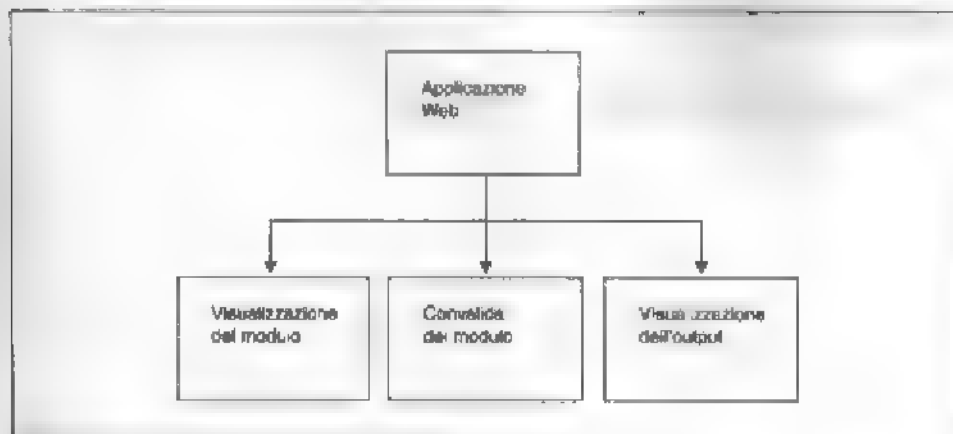 Applicazione
Web
Visualizzazione
del modulo
Convalida
del modulo
Visualizzazione
dell'output